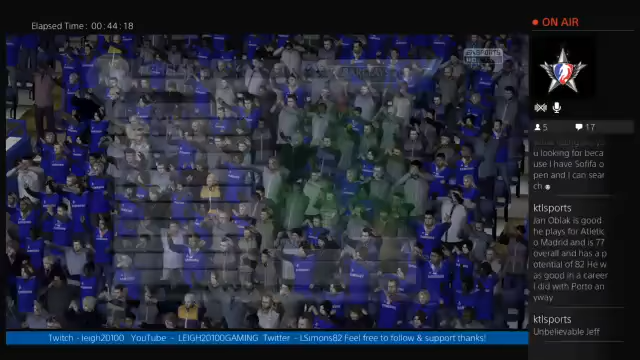 Elapsed Time : 00:44:18
ON AIR
EA SPORTS
5
17
u looking for beca
use I have Sofifa o
pen and I can sear
ch
ktlsports
Jan Oblak is good
he plays for Atletic
o Madrid and is 77
overall and has a p
otential of 82 He w
as good in a career
I did with Porto an
yway
ktlsports
Unbelievable Jeff
Twitch - leigh20100 YouTube - LEIGH20100GAMING Twitter - LSimons82 Feel free to follow & support thanks!